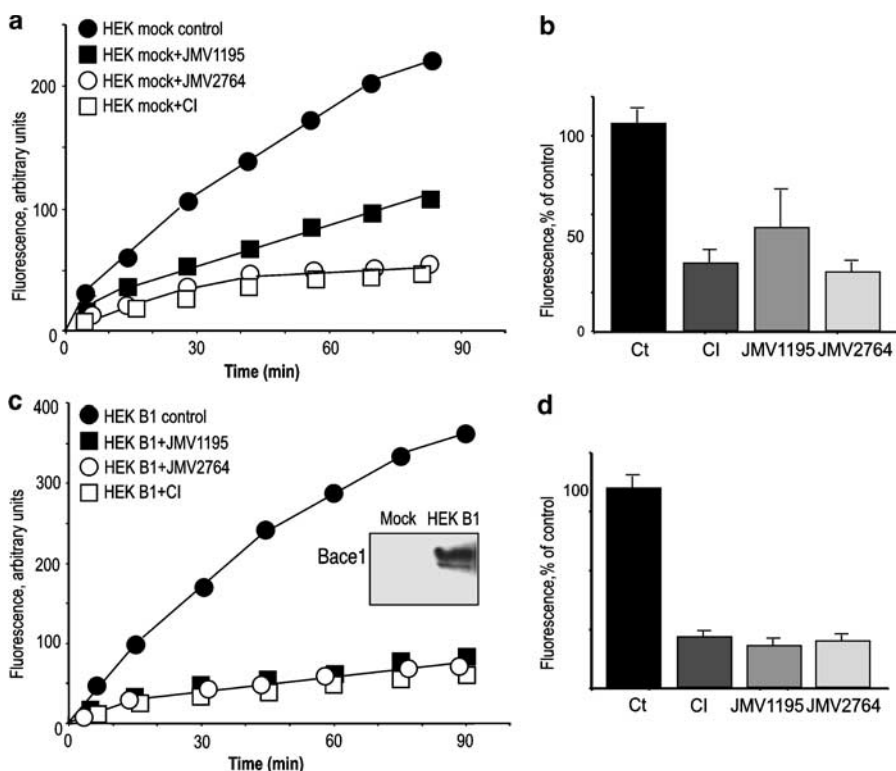 a
HEK mock control
HEK mock+JMV1195
HEK mock+JMV2764
HEK mock+CI
200
100
0
0
30
60
90
Fluorescence, arbitrary units
Time (min)
b
Fluorescence,% of control
100
50
0
Ct
CI
JMV1195
JMV2764
c
HEK B1 control
HEK B1+JMV1195
HEK B1+JMV2764
HEK B1+CI
400
300
200
100
0
0
30
60
90
Fluorescence, arbitrary units
Time (min)
Mock HEK B1
Bace1
d
Fluorescence,% of control
100
Ct
CI
JMV1195
JMV2764